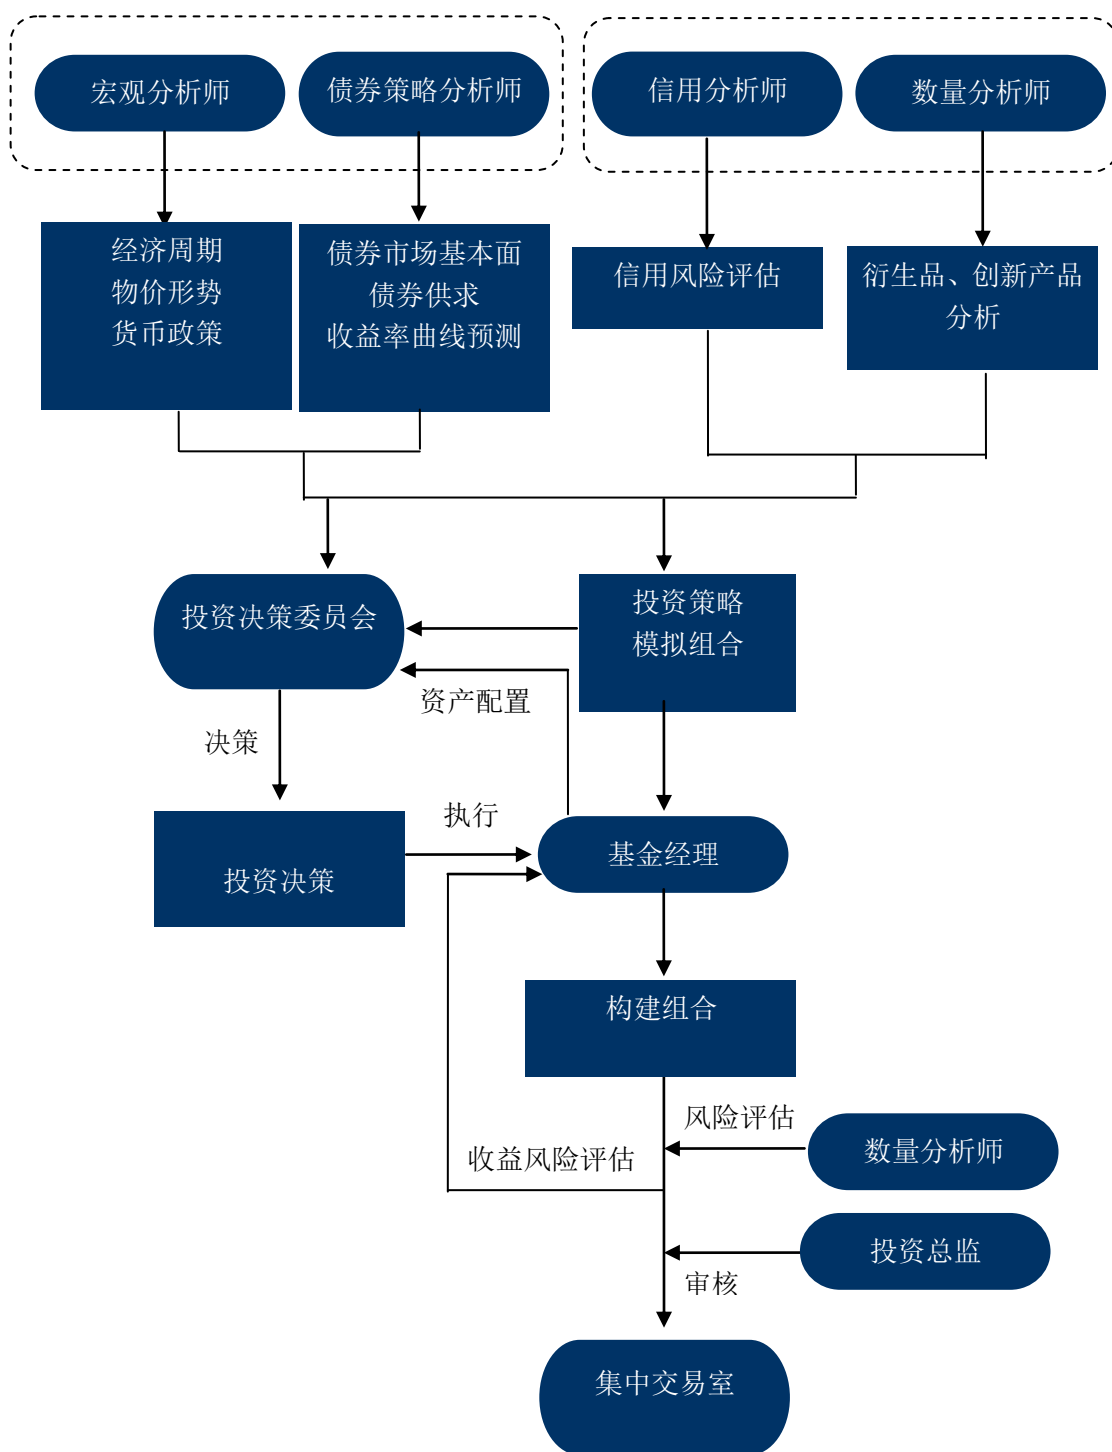 宏观分析师
债券策略分析师
信用分析师
数量分析师
经济周期
物价形势
货币政策
债券市场基本面
债券供求
收益率曲线预测
信用风险评估
衍生品、创新产品
分析
投资决策委员会
投资策略
模拟组合
资产配置
决策
执行
投资决策
基金经理
构建组合
风险评估
数量分析师
收益风险评估
投资总监
审核
集中交易室